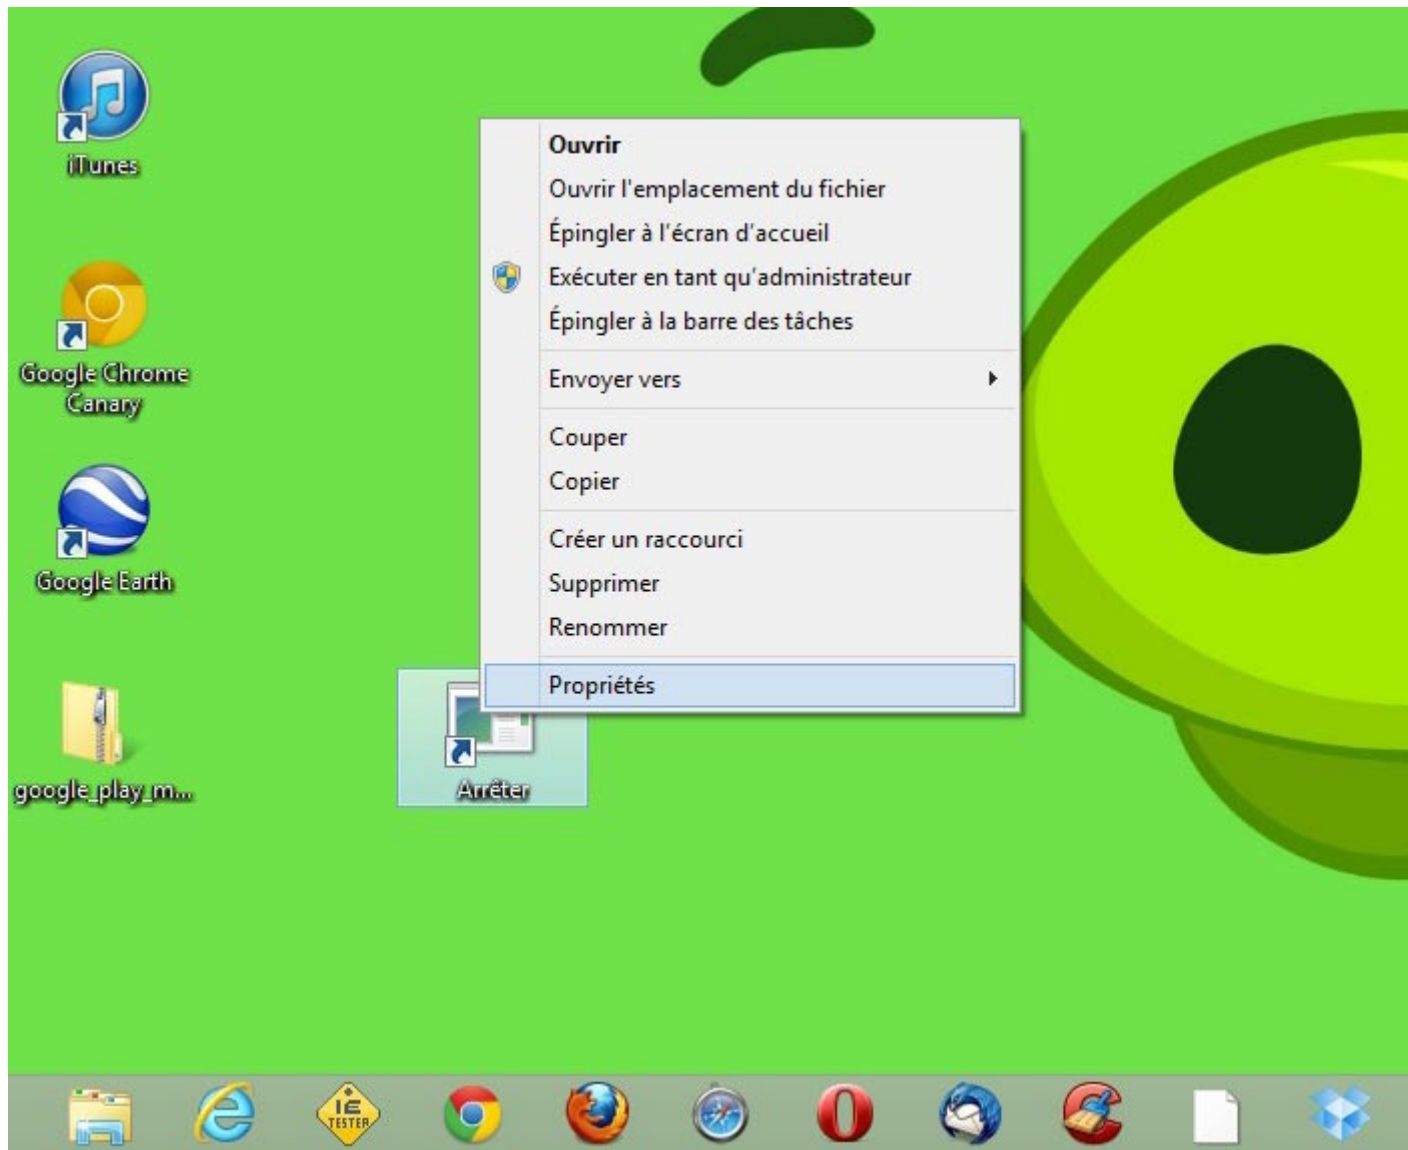 iTunes
Google Chrome
Canary
Google Earth
google_play_m...
Ouvrir
Ouvrir l'emplacement du fichier
Épingler à l'écran d'accueil
Exécuter en tant qu'administrateur
Épingler à la barre des tâches
Envoyer vers
Couper
Copier
Créer un raccourci
Supprimer
Renommer
Propriétés
Arrêter
IE
TESTER